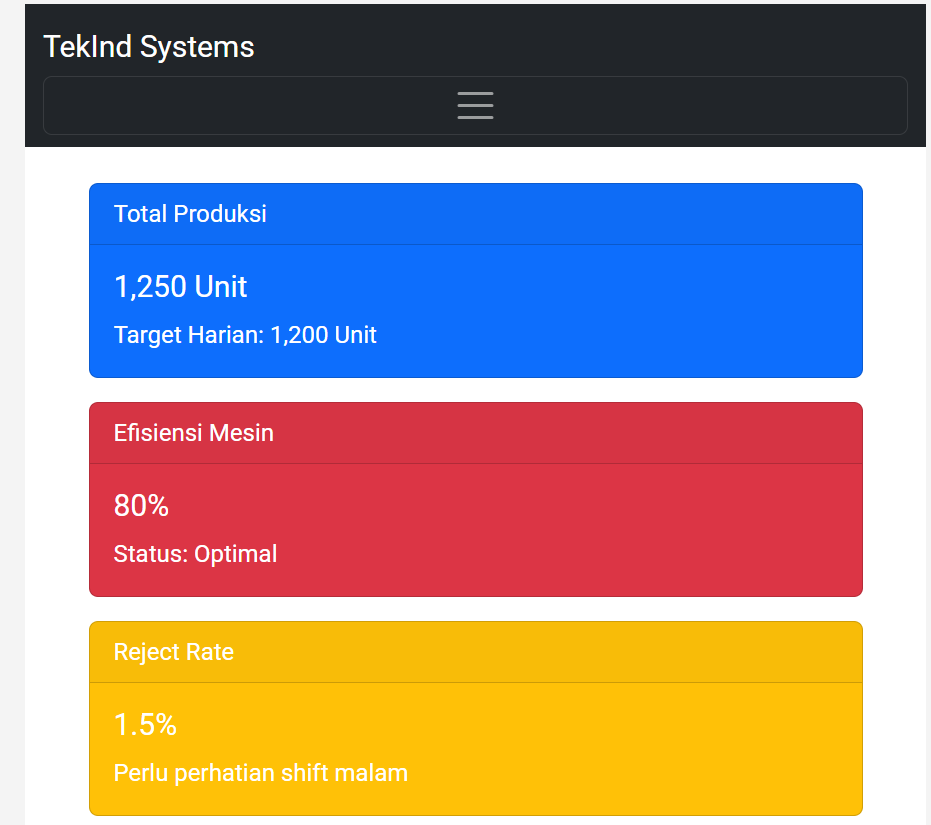 TekInd Systems
Total Produksi
1,250 Unit
Target Harian: 1,200 Unit
Efisiensi Mesin
80%
Status: Optimal
Reject Rate
1.5%
Perlu perhatian shift malam